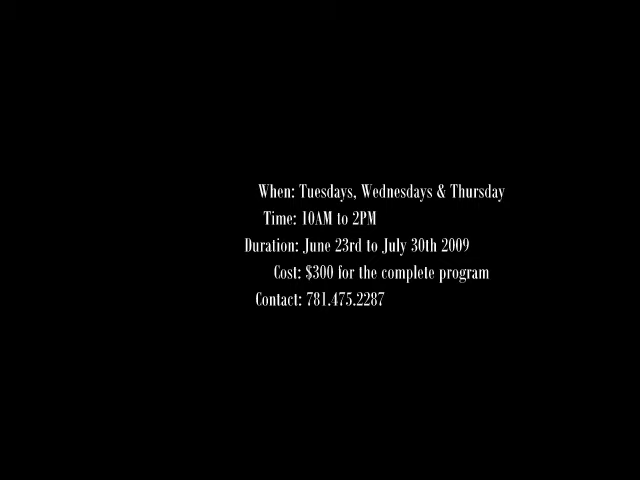 When: Tuesdays, Wednesdays & Thursday
Time: 10AM to 2PM
Duration: June 23rd to July 30th 2009
Cost: $300 for the complete program
Contact: 781.475.2287